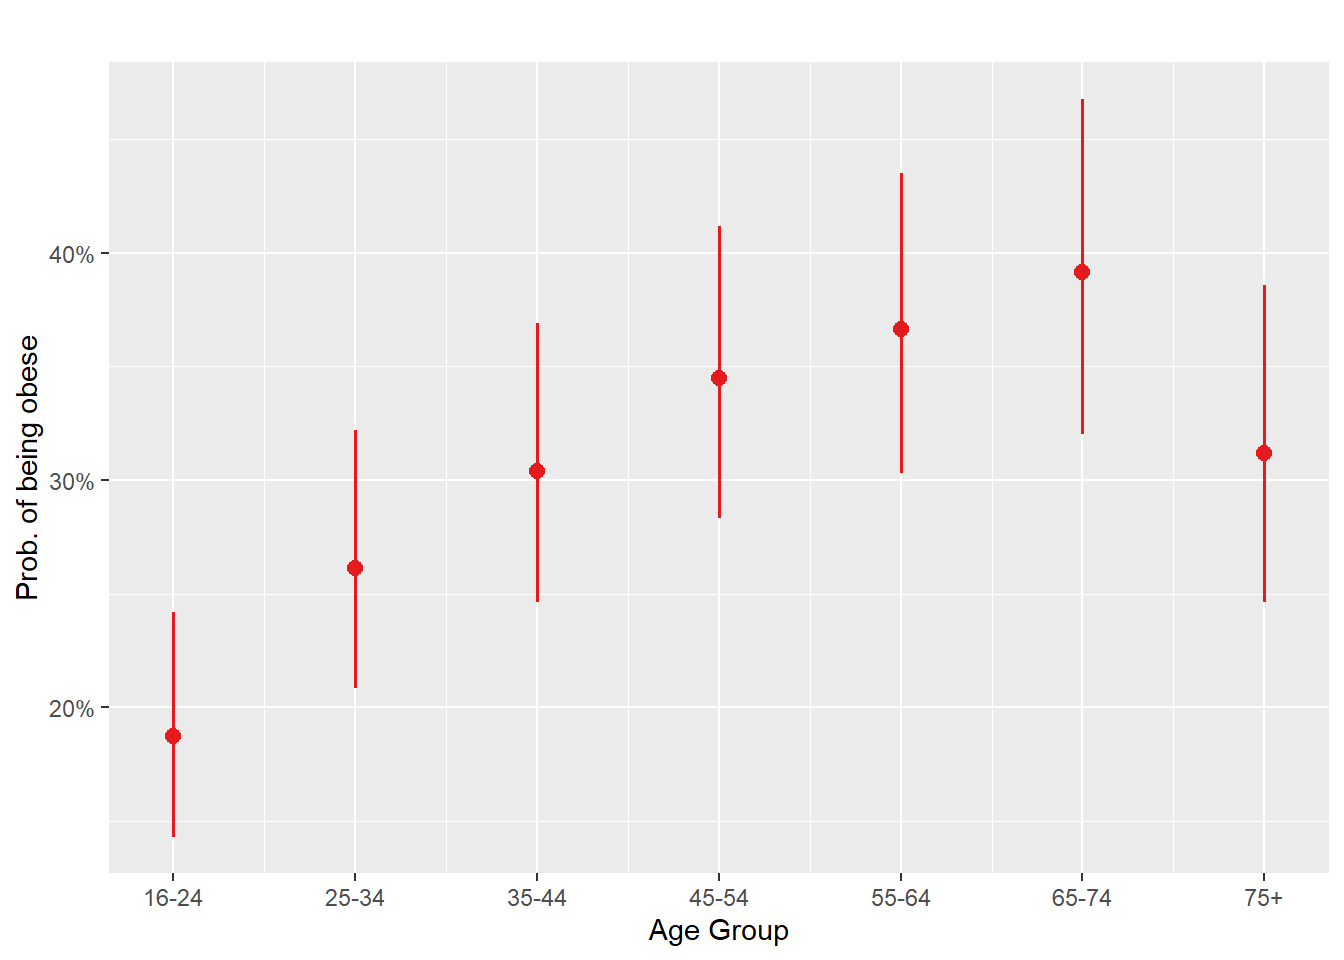 40%
30%
20%
Prob. of being obese
16-24 25-34 35-44 45-54 55-64 65-74 75+
Age Group